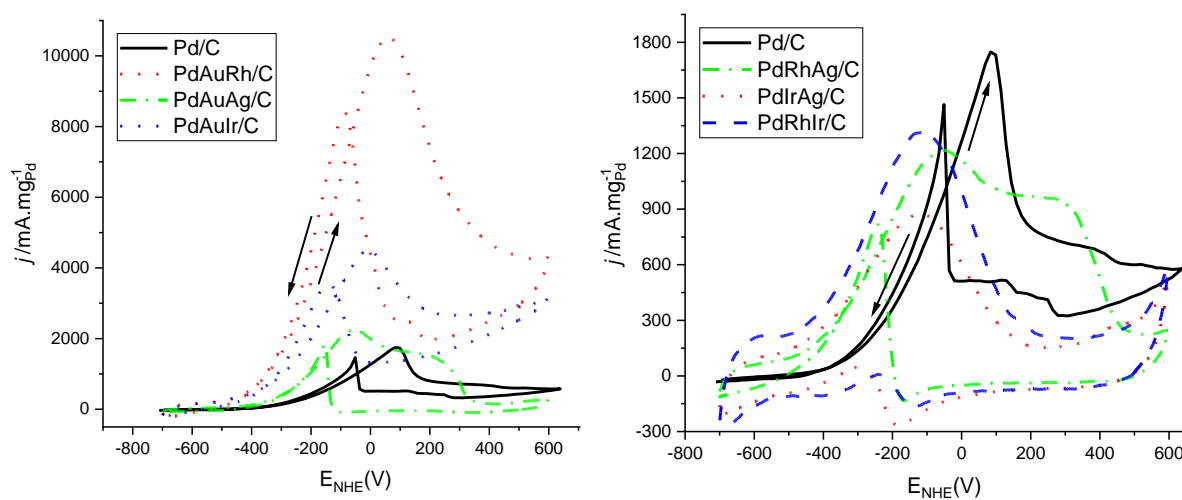 j /mA.mg⁻¹Pd
10000
8000
6000
4000
2000
0
-800 -600 -400 -200 0 200 400 600
E_NHE(V)
Pd/C
PdAuRh/C
PdAuAg/C
PdAuIr/C
j /mA.mg⁻¹Pd
1800
1500
1200
900
600
300
0
-300
-800 -600 -400 -200 0 200 400 600
E_NHE(V)
Pd/C
PdRhAg/C
PdIrAg/C
PdRhIr/C